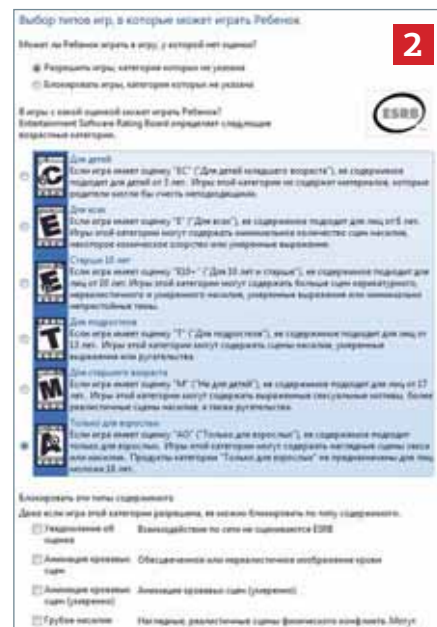 Выбор типов игр, в которые может играть Ребенок
2
Может ли Ребенок играть в игру, у которой нет оценки?
Разрешить игры, категория которых не указана
Блокировать игры, категория которых не указана
В игры с какой оценкой может играть Ребенок?
Entertainment Software Rating Board определяет следующие
возрастные категории.
ESRB
Для детей
Если игра имеет оценку "EC" ("Для детей младшего возраста"), ее содержимое
подходит для детей от 3 лет. Игры этой категории не содержат материалов, которые
родители могли бы счесть неподходящими.
Для всех
Если игра имеет оценку "E" ("Для всех"), ее содержимое подходит для лиц от 6 лет.
Игры этой категории могут содержать минимальное количество сцен насилия,
некоторое комическое озорство или умеренные выражения.
Старше 10 лет
Если игра имеет оценку "E10+" ("Для 10 лет и старше"), ее содержимое подходит для
лиц от 10 лет. Игры этой категории могут содержать больше сцен карикатурного,
нереалистичного и умеренного насилия, умеренные выражения или минимально
непристойные темы.
Для подростков
Если игра имеет оценку "T" ("Для подростков"), ее содержимое подходит для лиц от
13 лет. Игры этой категории могут содержать сцены насилия, умеренные
выражения или ругательства.
Для старшего возраста
Если игра имеет оценку "M" ("Не для детей"), ее содержимое подходит для лиц от 17
лет. Игры этой категории могут содержать выраженные сексуальные мотивы, более
реалистичные сцены насилия, а также ругательства.
Только для взрослых
Если игра имеет оценку "AO" ("Только для взрослых"), ее содержимое подходит
только для взрослых. Игры этой категории могут содержать наглядные сцены секса
или насилия. Продукты категории "Только для взрослых" не предназначены для лиц
моложе 18 лет.
Блокировать эти типы содержимого
Даже если игра этой категории разрешена, ее можно блокировать по типу содержимого.
Уведомление об Взаимодействие по сети не оценивается ESRB
оценке
Анимация кровавых Обесцвеченное или нереалистичное изображение крови
сцен
Анимация кровавых Анимация кровавых сцен (умеренно)
сцен (умеренно)
Грубое насилие Наглядные, реалистичные сцены физического конфликта. Могут